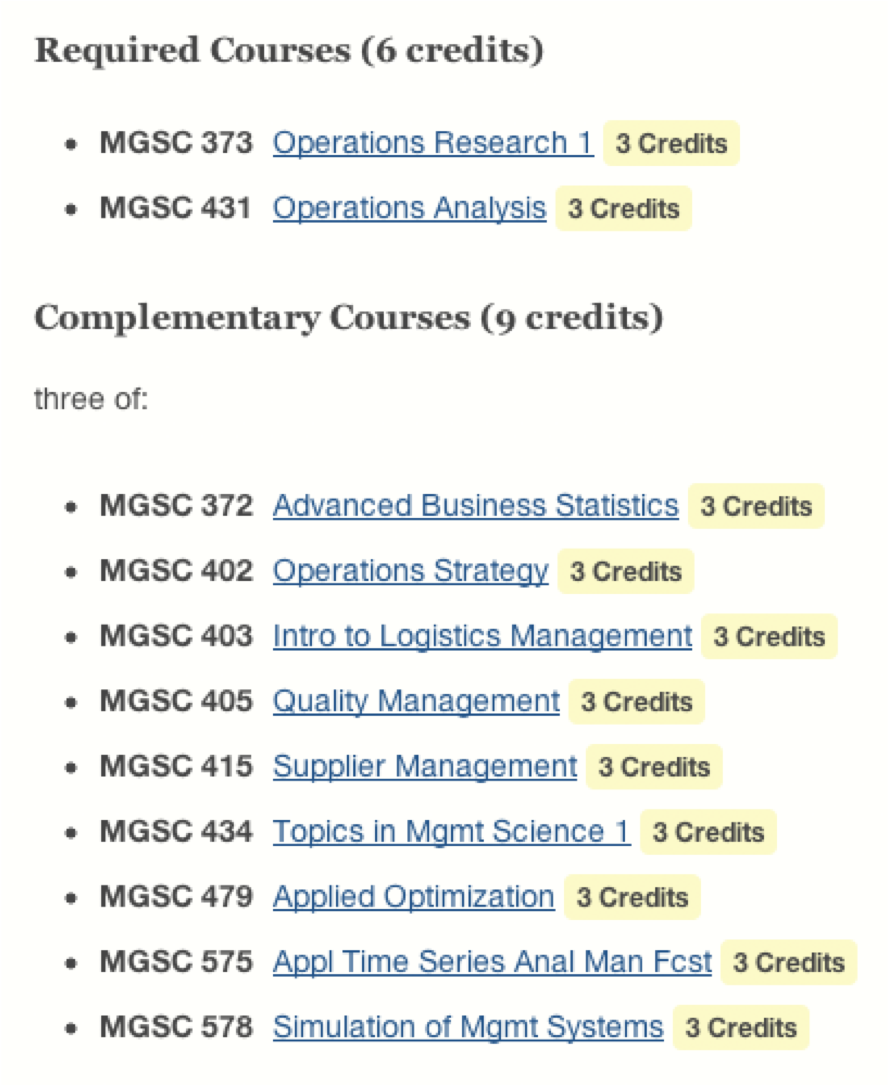 Required Courses (6 credits)
MGSC 373 Operations Research 1 3 Credits
MGSC 431 Operations Analysis 3 Credits
Complementary Courses (9 credits)
three of:
MGSC 372 Advanced Business Statistics 3 Credits
MGSC 402 Operations Strategy 3 Credits
MGSC 403 Intro to Logistics Management 3 Credits
MGSC 405 Quality Management 3 Credits
MGSC 415 Supplier Management 3 Credits
MGSC 434 Topics in Mgmt Science 1 3 Credits
MGSC 479 Applied Optimization 3 Credits
MGSC 575 Appl Time Series Anal Man Fcst 3 Credits
MGSC 578 Simulation of Mgmt Systems 3 Credits